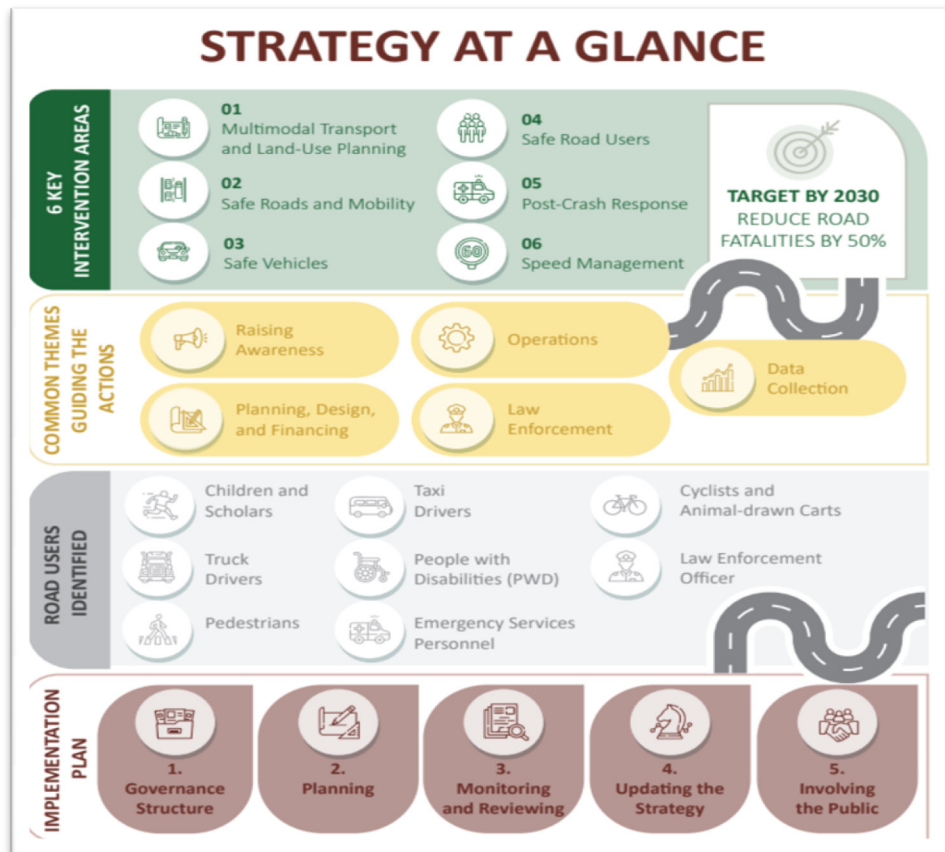 STRATEGY AT A GLANCE
6 KEY
INTERVENTION AREAS
01
Multimodal Transport
and Land-Use Planning
02
Safe Roads and Mobility
03
Safe Vehicles
04
Safe Road Users
05
Post-Crash Response
60
06
Speed Management
TARGET BY 2030
REDUCE ROAD
FATALITIES BY 50%
COMMON THEMES
GUIDING THE
ACTIONS
Raising
Awareness
Planning, Design,
and Financing
Operations
Law
Enforcement
Data
Collection
ROAD USERS
IDENTIFIED
Children and
Scholars
Truck
Drivers
Pedestrians
Taxi
Drivers
People with
Disabilities (PWD)
Emergency Services
Personnel
Cyclists and
Animal-drawn Carts
Law Enforcement
Officer
IMPLEMENTATION
PLAN
1.
Governance
Structure
2.
Planning
3.
Monitoring
and Reviewing
4.
Updating the
Strategy
5.
Involving
the Public